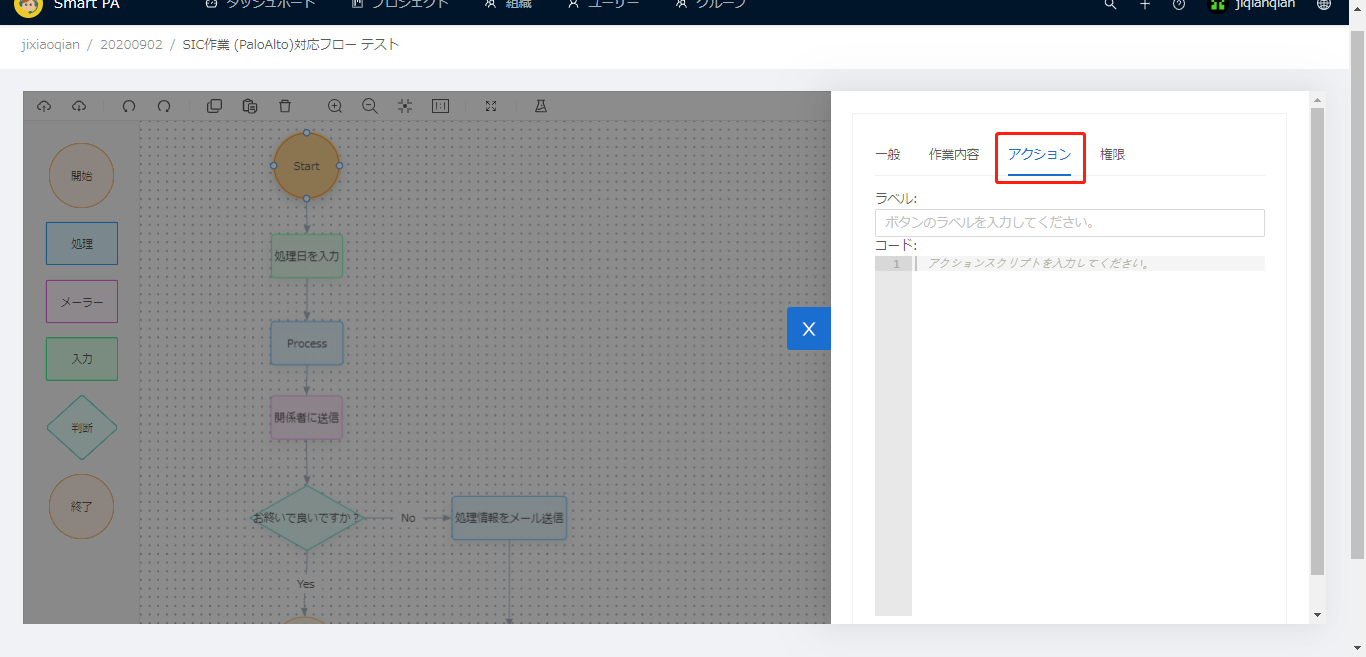 Smart PA ダッシュボード プロジェクト 組織 ユーザー グループ jiqianqian
jixiaoqian / 20200902 / SIC作業 (PaloAlto)対応フロー テスト
開始
処理
メーラー
入力
判断
終了
Start
処理日を入力
Process
関係者に送信
お終いで良いですか？
No
処理情報をメール送信
Yes
X
一般 作業内容 アクション 権限
ラベル:
ボタンのラベルを入力してください。
コード:
1 アクションスクリプトを入力してください。